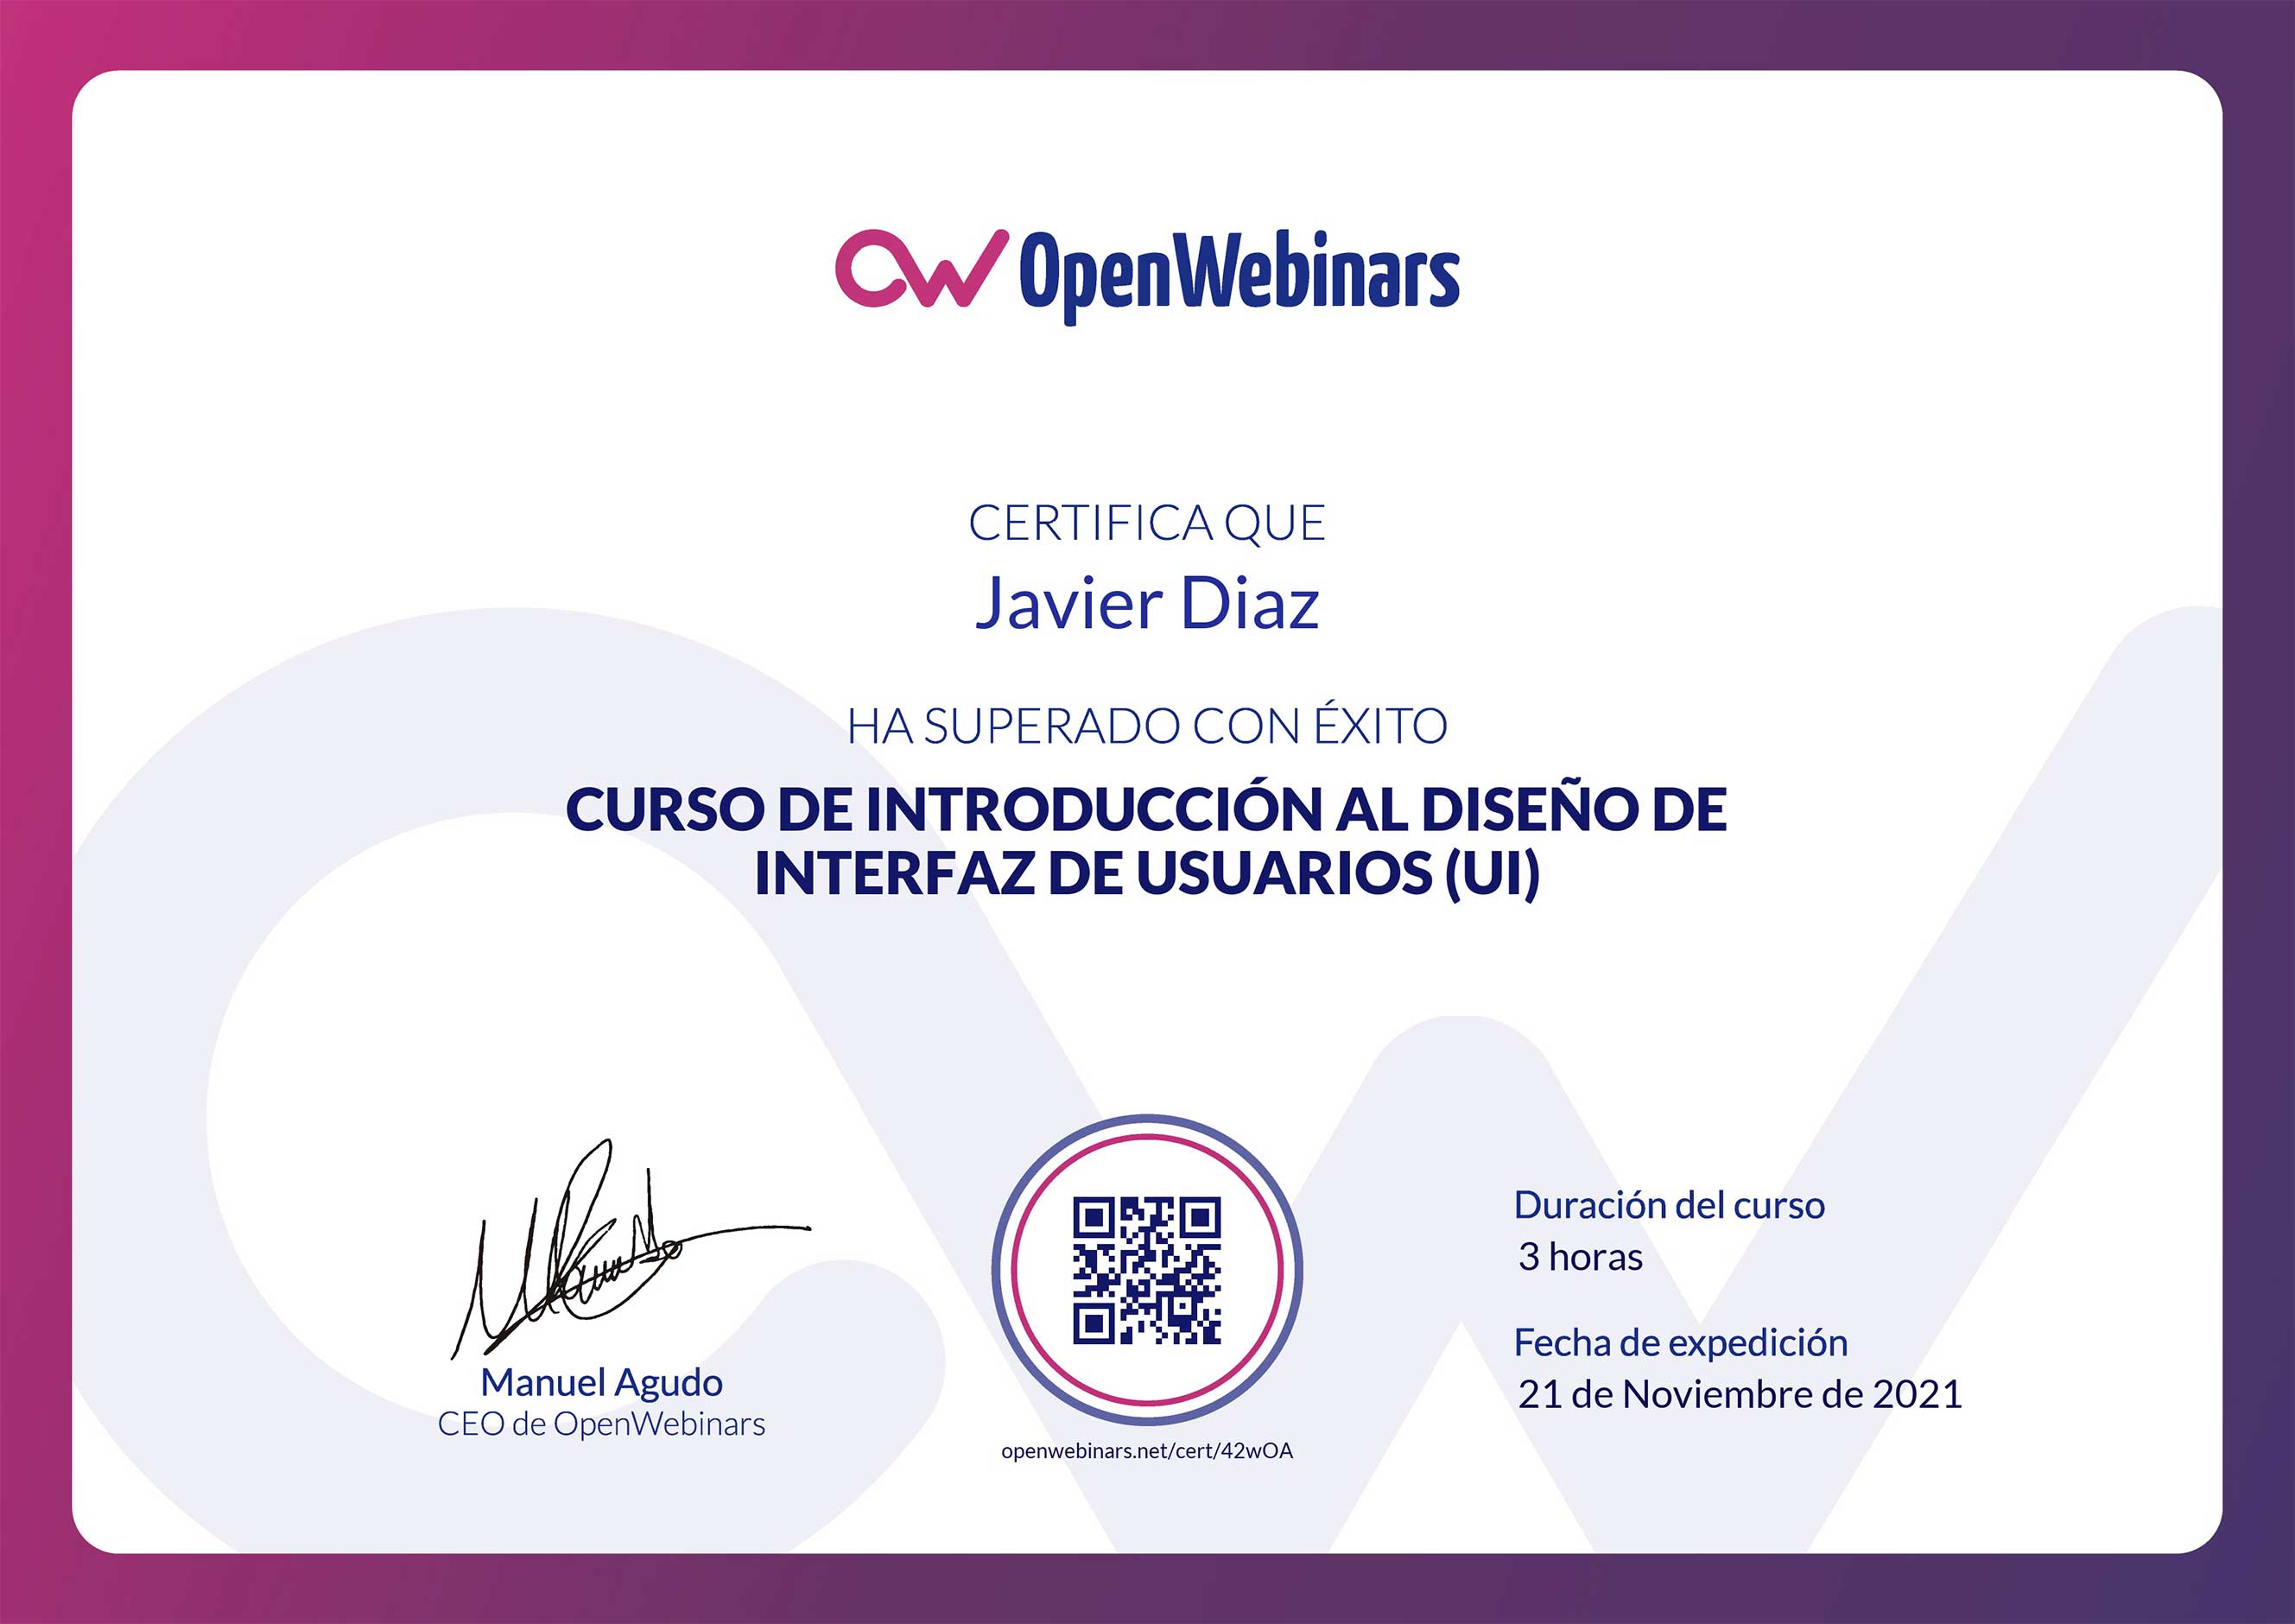 OpenWebinars
CERTIFICA QUE
Javier Diaz
HA SUPERADO CON ÉXITO
CURSO DE INTRODUCCIÓN AL DISEÑO DE
INTERFAZ DE USUARIOS (UI)
Manuel Agudo
CEO de OpenWebinars
openwebinars.net/cert/42wOA
Duración del curso
3 horas
Fecha de expedición
21 de Noviembre de 2021